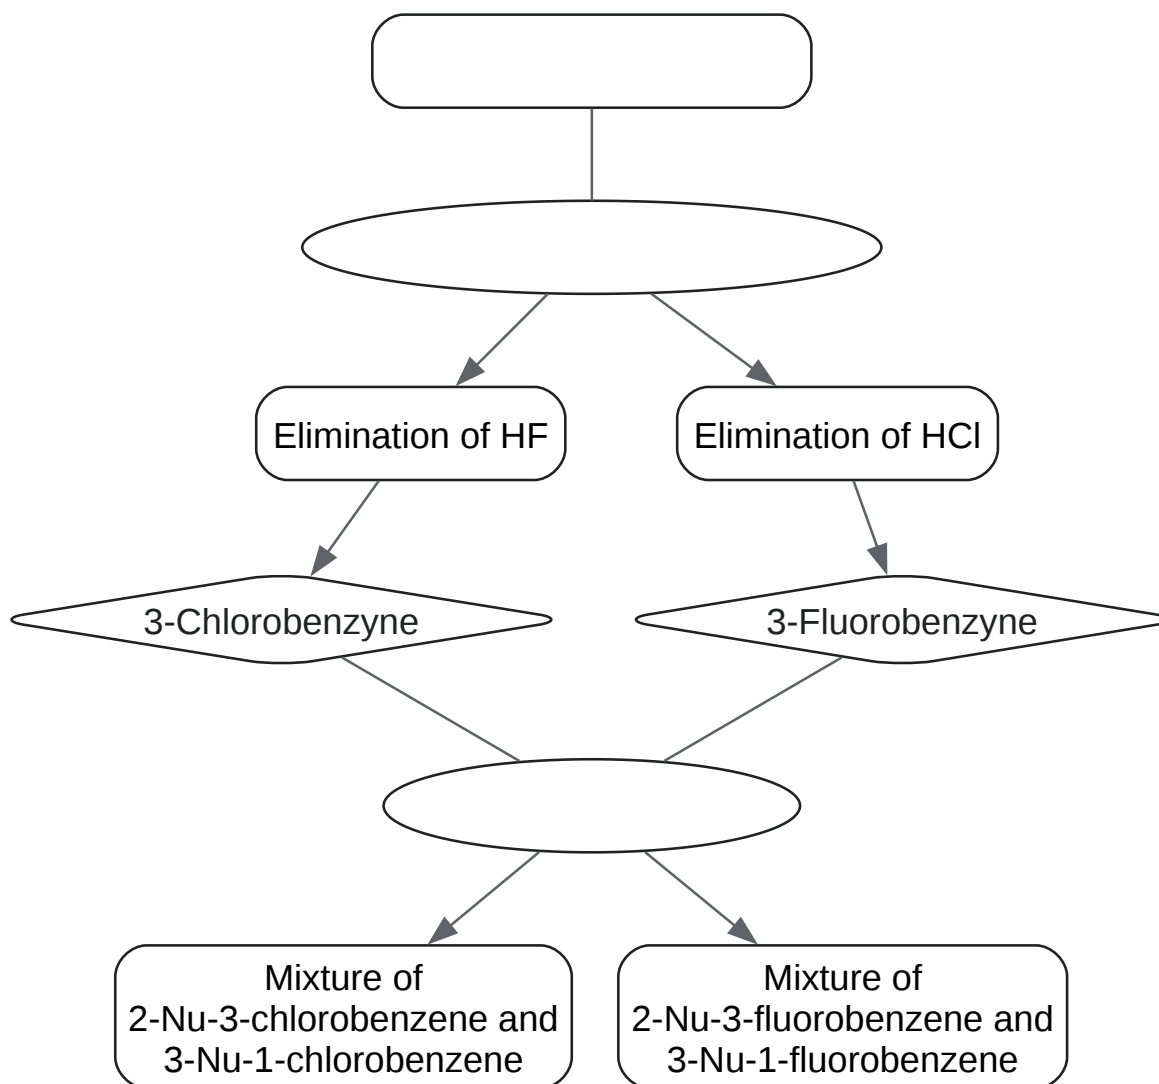 Elimination of HF
Elimination of HCl
3-Chlorobenzyne
3-Fluorobenzyne
Mixture of
2-Nu-3-chlorobenzene and
3-Nu-1-chlorobenzene
Mixture of
2-Nu-3-fluorobenzene and
3-Nu-1-fluorobenzene